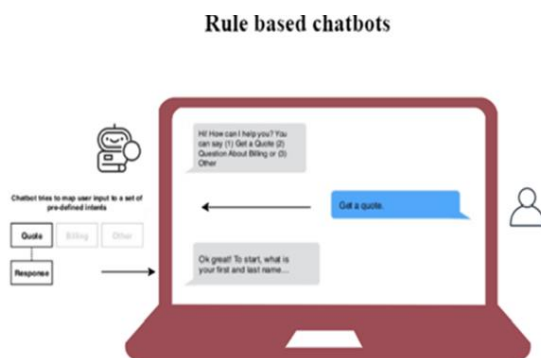 Rule based chatbots
Hi! How can I help you? You
can say (1) Get a Quote (2)
Question About Billing or (3)
Other
Chatbot tries to map user input to a set of
pre-defined intents
Get a quote.
Quote
Billing
Other
Response
Ok great! To start, what is
your first and last name....